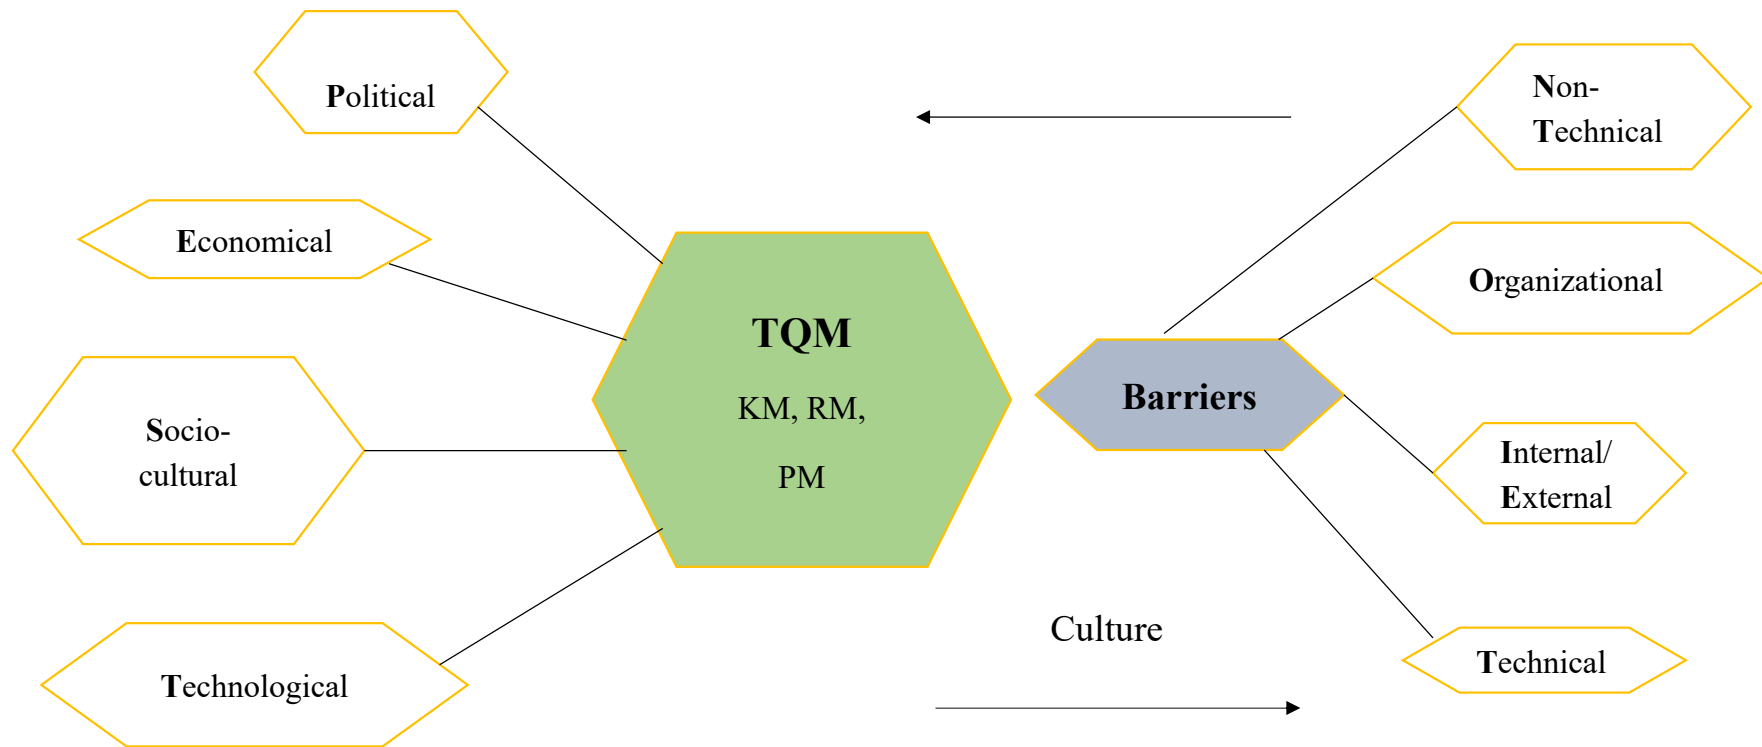 Political
Economical
Socio-
cultural
Technological
TQM
KM, RM,
PM
Barriers
Culture
Non-
Technical
Organizational
Internal/
External
Technical